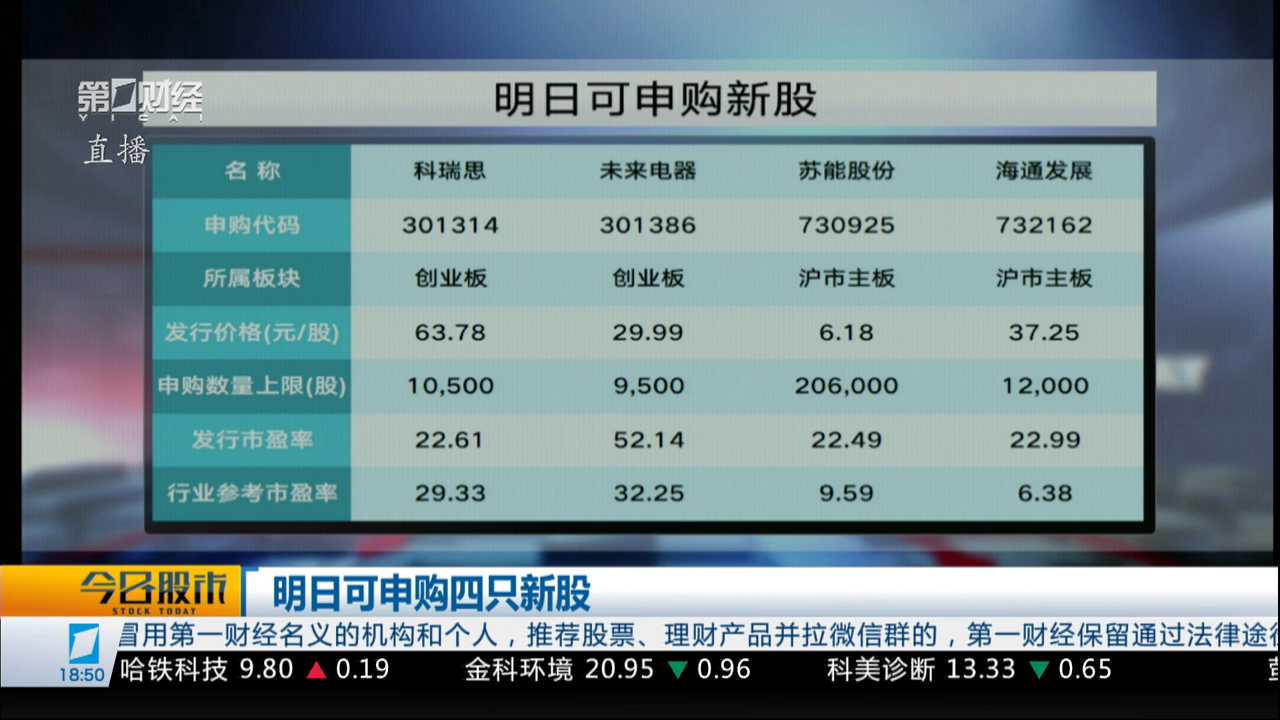 第一财经
YICAI
直播
明日可申购新股
名 称 科瑞思 未来电器 苏能股份 海通发展
申购代码 301314 301386 730925 732162
所属板块 创业板 创业板 沪市主板 沪市主板
发行价格(元/股) 63.78 29.99 6.18 37.25
申购数量上限(股) 10,500 9,500 206,000 12,000
发行市盈率 22.61 52.14 22.49 22.99
行业参考市盈率 29.33 32.25 9.59 6.38
今日股市
STOCK TODAY
明日可申购四只新股
冒用第一财经名义的机构和个人，推荐股票、理财产品并拉微信群的，第一财经保留通过法律途
18:50
哈铁科技 9.80 ▲ 0.19 金科环境 20.95 ▼ 0.96 科美诊断 13.33 ▼ 0.65